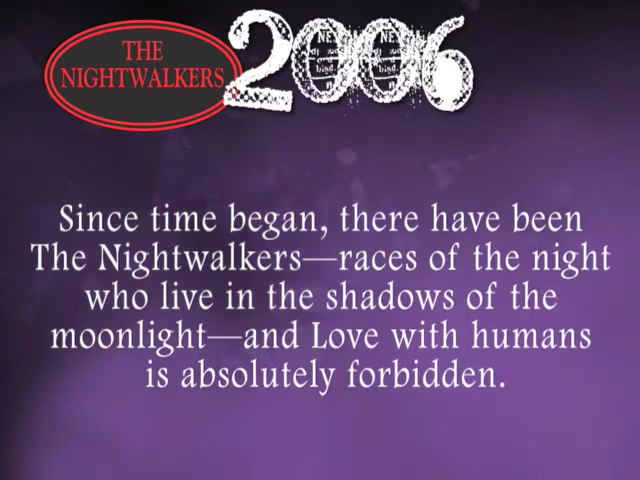 THE
NIGHTWALKERS
2006
Since time began, there have been
The Nightwalkers—races of the night
who live in the shadows of the
moonlight—and Love with humans
is absolutely forbidden.